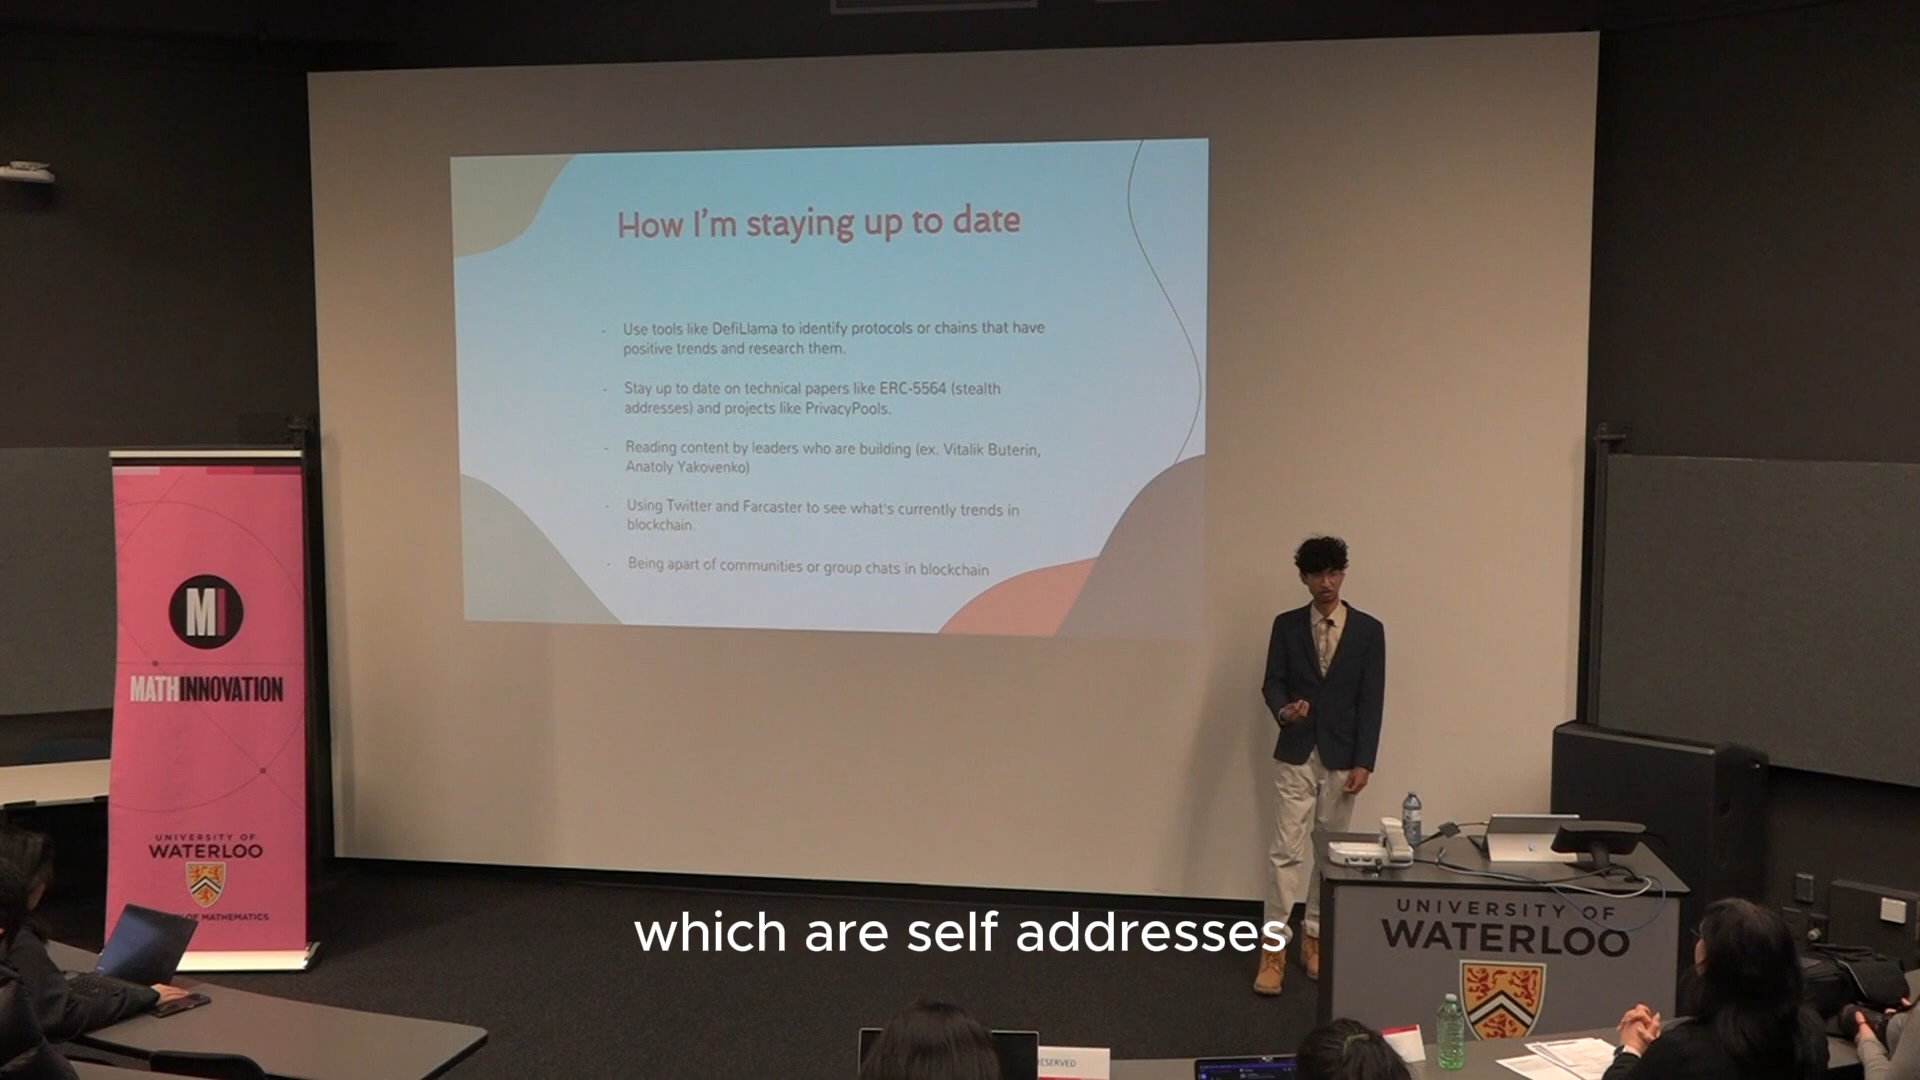 How I'm staying up to date
- Use tools like DefiLlama to identify protocols or chains that have
positive trends and research them.
- Stay up to date on technical papers like ERC-5564 (stealth
addresses) and projects like PrivacyPools.
- Reading content by leaders who are building (ex. Vitalik Buterin,
Anatoly Yakovenko)
- Using Twitter and Farcaster to see what's currently trends in
blockchain.
- Being apart of communities or group chats in blockchain
MI
MATHINNOVATION
UNIVERSITY OF
WATERLOO
OF MATHEMATICS
which are self addresses
UNIVERSITY OF
WATERLOO
RESERVED